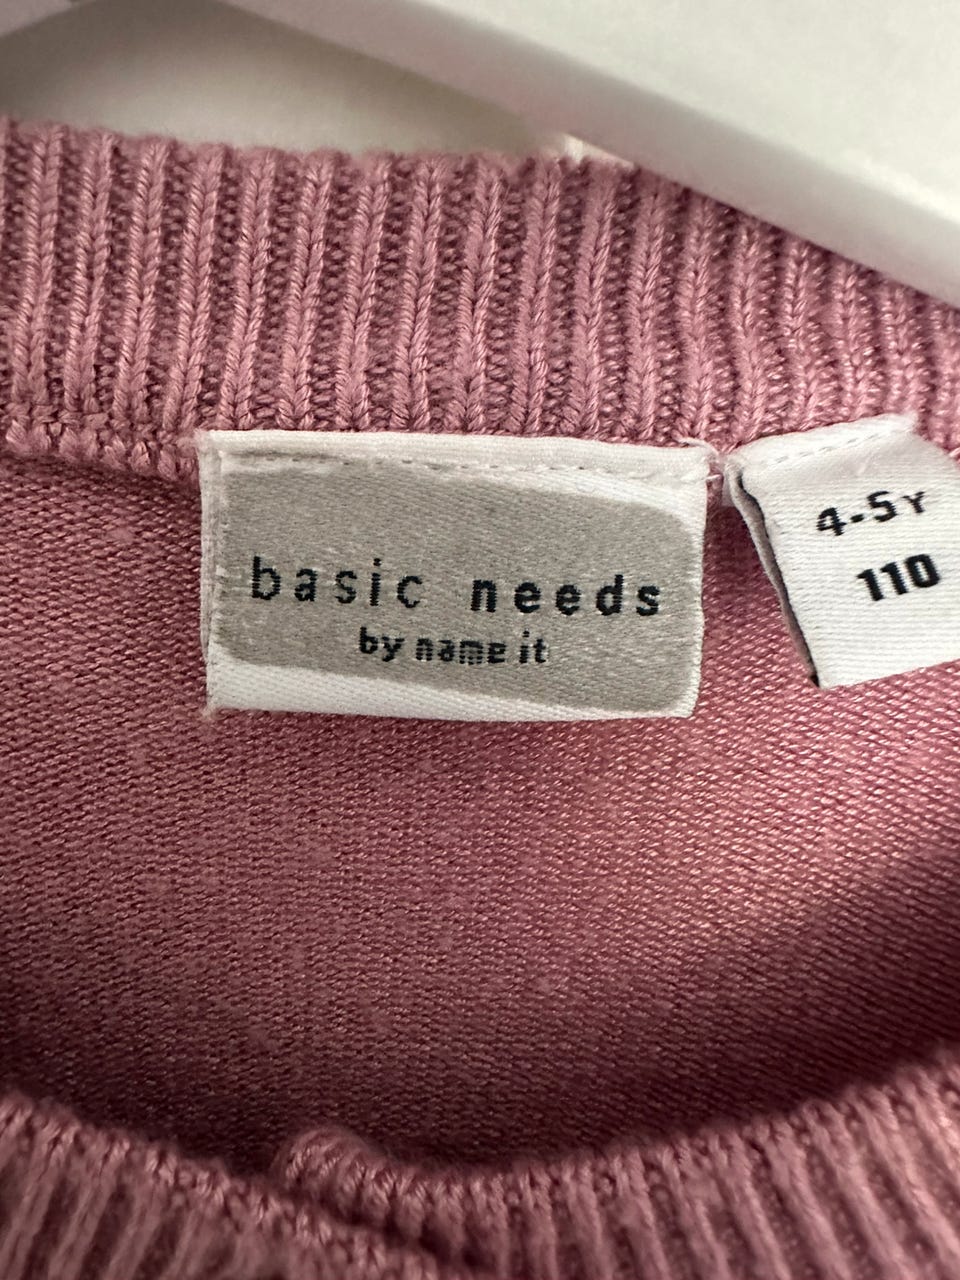 basic needs
by name it
4-5Y
110